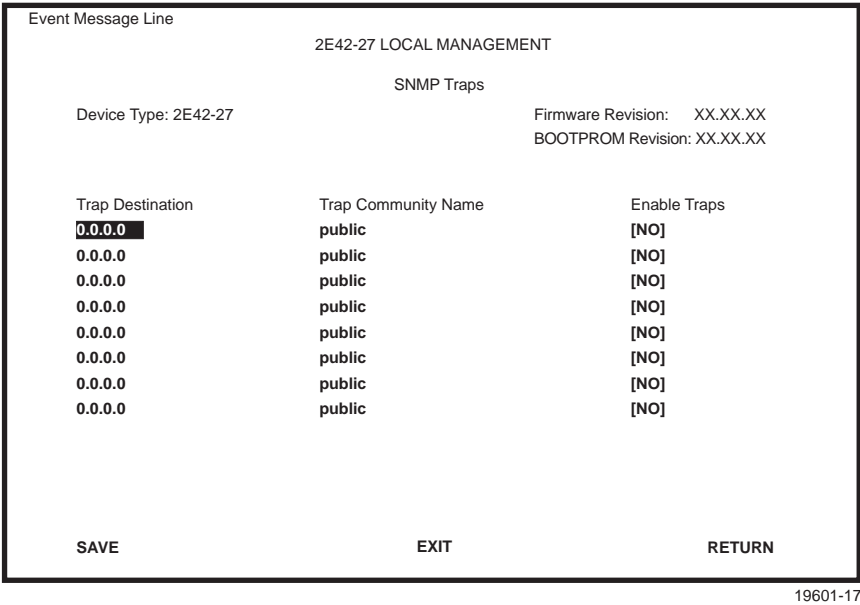 Event Message Line
2E42-27 LOCAL MANAGEMENT
SNMP Traps
Device Type: 2E42-27 Firmware Revision: XX.XX.XX
BOOTPROM Revision: XX.XX.XX
Trap Destination Trap Community Name Enable Traps
0.0.0.0 public [NO]
0.0.0.0 public [NO]
0.0.0.0 public [NO]
0.0.0.0 public [NO]
0.0.0.0 public [NO]
0.0.0.0 public [NO]
0.0.0.0 public [NO]
0.0.0.0 public [NO]
SAVE EXIT RETURN
19601-17